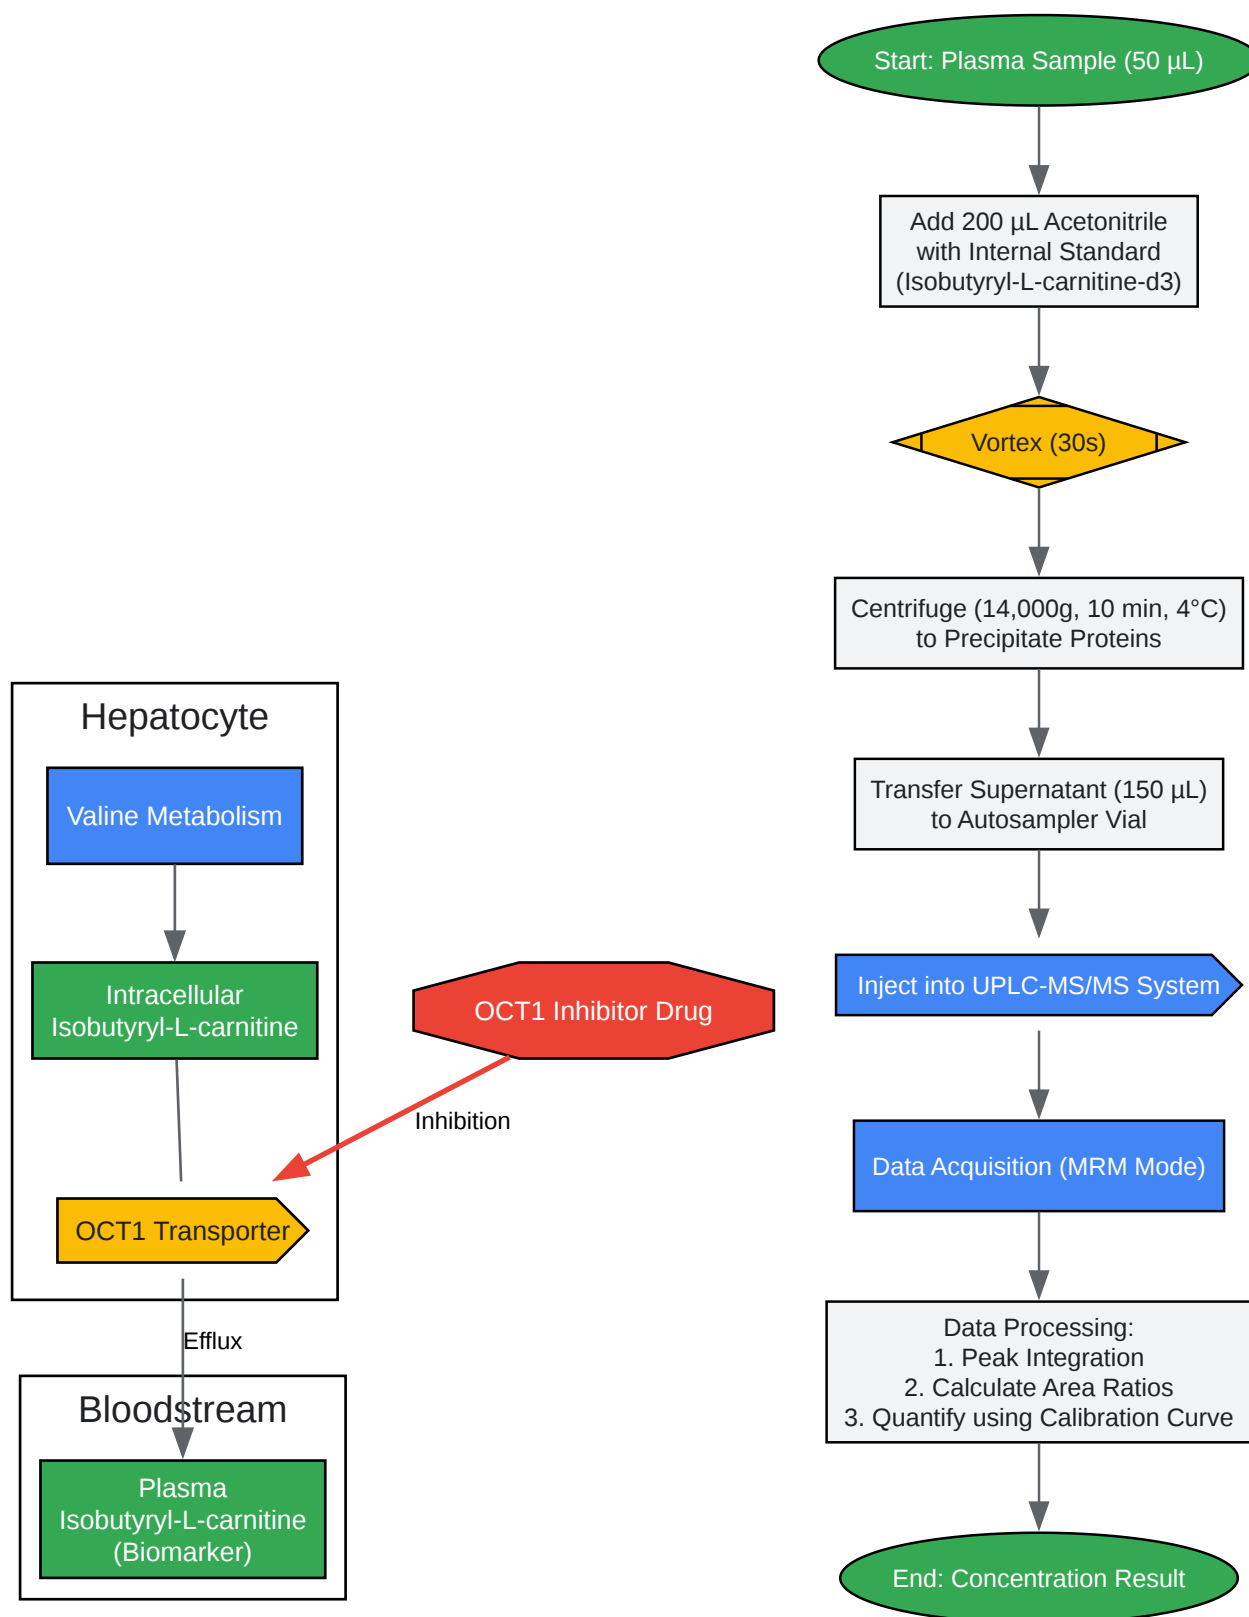 Hepatocyte
Valine Metabolism
Intracellular
Isobutyryl-L-carnitine
OCT1 Transporter
OCT1 Inhibitor Drug
Inhibition
Efflux
Bloodstream
Plasma
Isobutyryl-L-carnitine
(Biomarker)
Start: Plasma Sample (50 µL)
Add 200 µL Acetonitrile
with Internal Standard
(Isobutyryl-L-carnitine-d3)
Vortex (30s)
Centrifuge (14,000g, 10 min, 4°C)
to Precipitate Proteins
Transfer Supernatant (150 µL)
to Autosampler Vial
Inject into UPLC-MS/MS System
Data Acquisition (MRM Mode)
Data Processing:
1. Peak Integration
2. Calculate Area Ratios
3. Quantify using Calibration Curve
End: Concentration Result